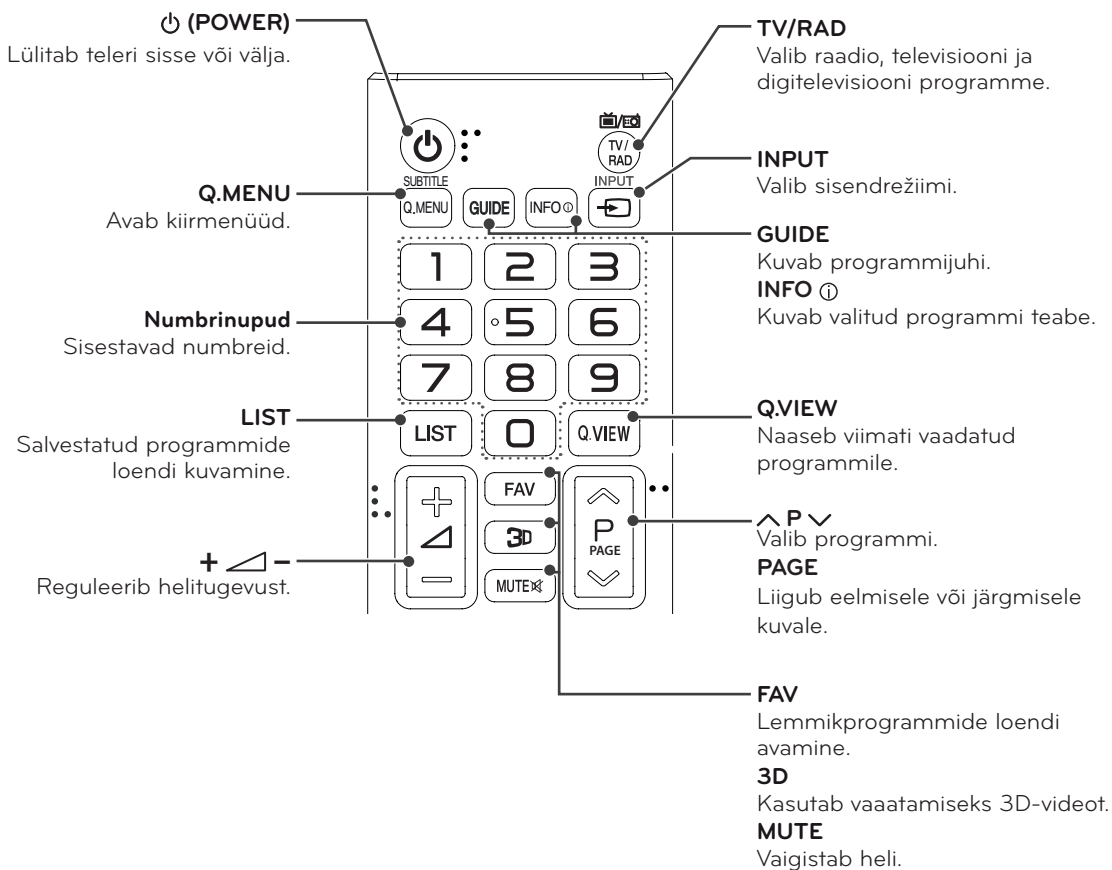 ⏻ (POWER)
Lülitab teleri sisse või välja.
Q.MENU
Avab kiirmenüüd.
Numbrinupud
Sisestavad numbreid.
LIST
Salvestatud programmide
loendi kuvamine.
+ ⊿ −
Reguleerib helitugevust.
TV/
RAD
SUBTITLE
INPUT
Q.MENU
GUIDE
INFO ⓘ
1
2
3
4
5
6
7
8
9
LIST
0
Q.VIEW
FAV
3D
MUTE
P
PAGE
TV/RAD
Valib raadio, televisiooni ja
digitelevisiooni programme.
INPUT
Valib sisendrežiimi.
GUIDE
Kuvab programmijuhi.
INFO ⓘ
Kuvab valitud programmi teabe.
Q.VIEW
Naaseb viimati vaadatud
programmile.
︿ P ﹀
Valib programmi.
PAGE
Liigub eelmisele või järgmisele
kuvale.
FAV
Lemmikprogrammide loendi
avamine.
3D
Kasutab vaaatamiseks 3D-videot.
MUTE
Vaigistab heli.